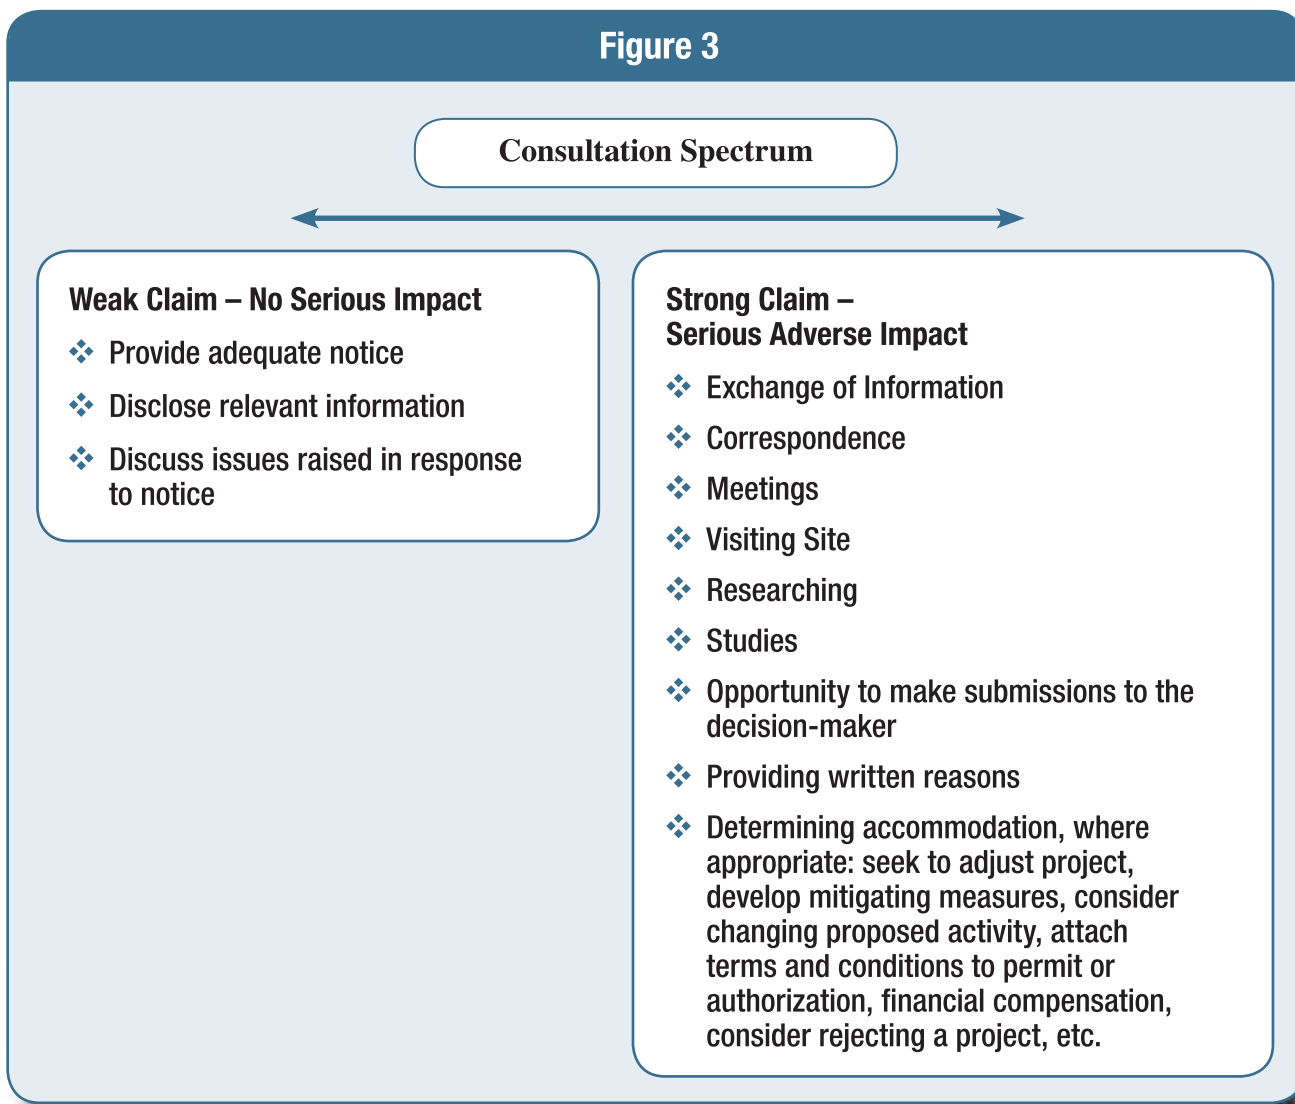 Figure 3
Consultation Spectrum
Weak Claim – No Serious Impact
Provide adequate notice
Disclose relevant information
Discuss issues raised in response
to notice
Strong Claim –
Serious Adverse Impact
Exchange of Information
Correspondence
Meetings
Visiting Site
Researching
Studies
Opportunity to make submissions to the
decision-maker
Providing written reasons
Determining accommodation, where
appropriate: seek to adjust project,
develop mitigating measures, consider
changing proposed activity, attach
terms and conditions to permit or
authorization, financial compensation,
consider rejecting a project, etc.